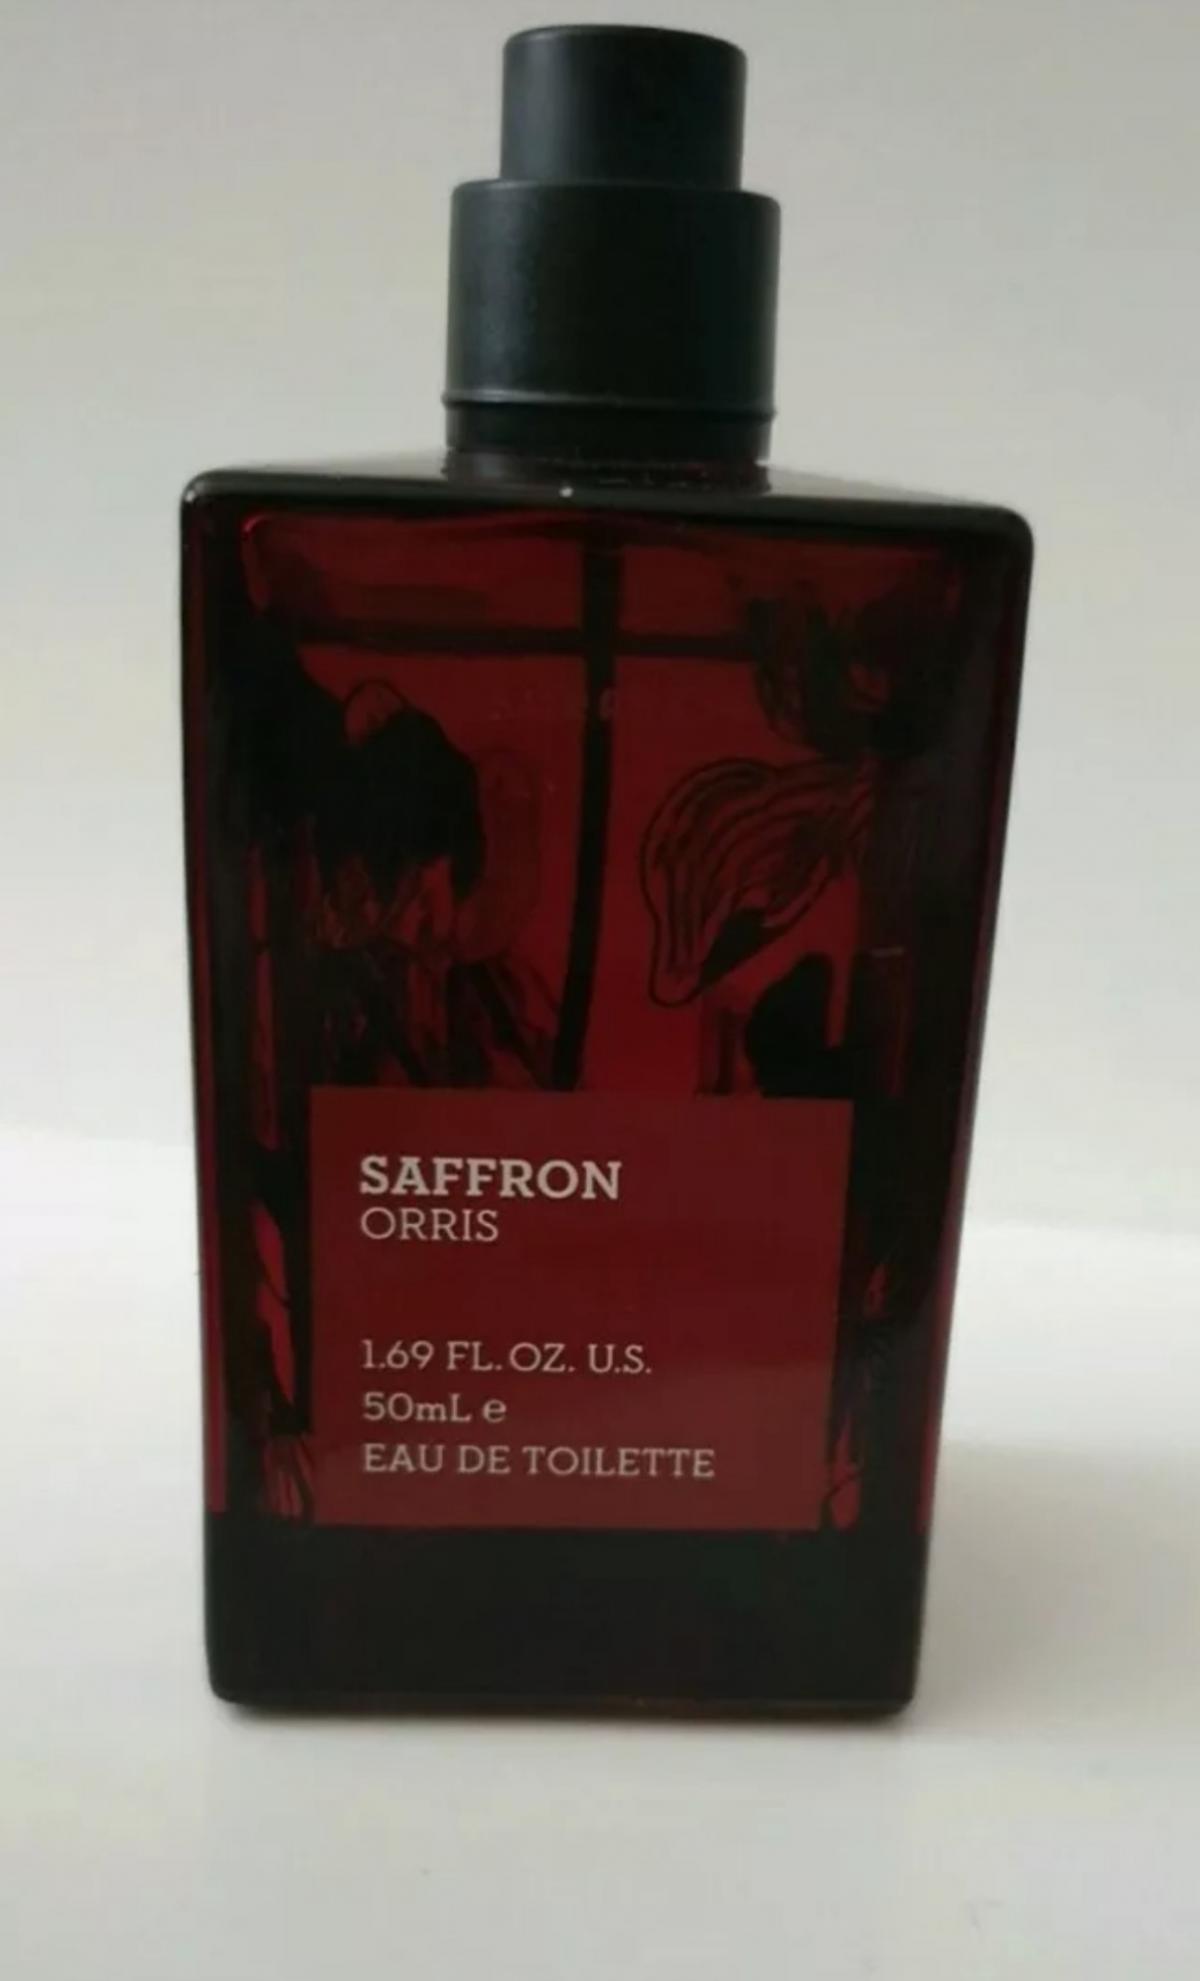 SAFFRON
ORRIS
1.69 FL. OZ. U.S.
50mL e
EAU DE TOILETTE